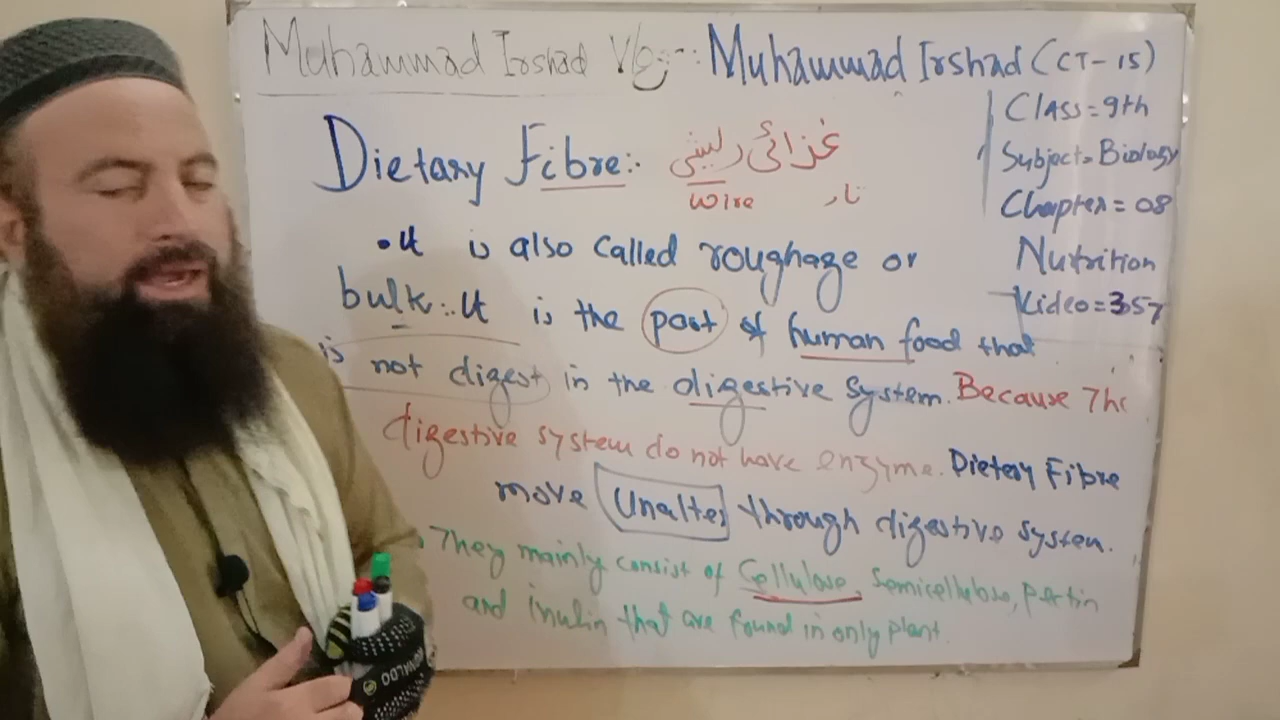 Muhammad Irshad Vlg:-: Muhammad Irshad (CT-15)
Class=9th
Subject=Biology
Chapter=08
Nutrition
Video=357
Dietary Fibre:. غزائی ریشے
Wire تار
•It is also called roughage or
bulk:. It is the part of human food that
is not digest in the digestive system. Because The
digestive system do not have enzyme. Dietary Fibre
move Unalter through digestive system.
They mainly consist of Cellulose, Semicellulose, Pectin
and inulin that are found in only plant.